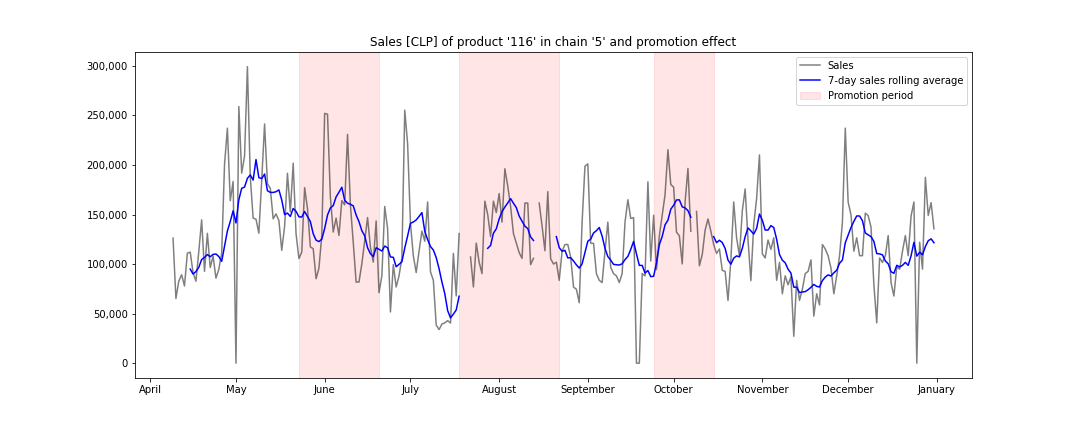 Sales [CLP] of product '116' in chain '5' and promotion effect
Sales
7-day sales rolling average
Promotion period
300,000
250,000
200,000
150,000
100,000
50,000
0
April May June July August September October November December January